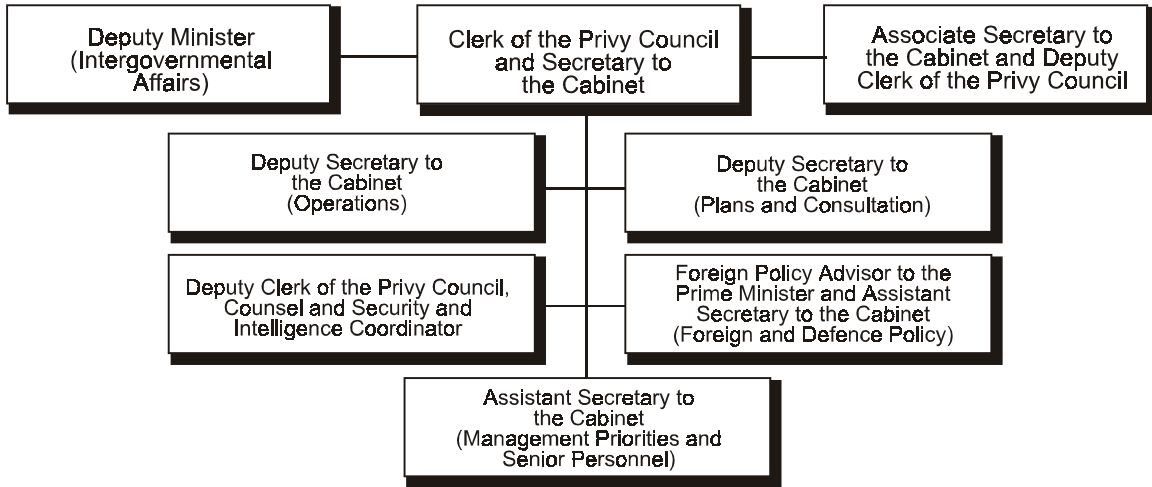 Deputy Minister
(Intergovernmental
Affairs)
Clerk of the Privy Council
and Secretary to
the Cabinet
Associate Secretary to
the Cabinet and Deputy
Clerk of the Privy Council
Deputy Secretary to
the Cabinet
(Operations)
Deputy Secretary to
the Cabinet
(Plans and Consultation)
Deputy Clerk of the Privy Council,
Counsel and Security and
Intelligence Coordinator
Foreign Policy Advisor to the
Prime Minister and Assistant
Secretary to the Cabinet
(Foreign and Defence Policy)
Assistant Secretary to
the Cabinet
(Management Priorities and
Senior Personnel)